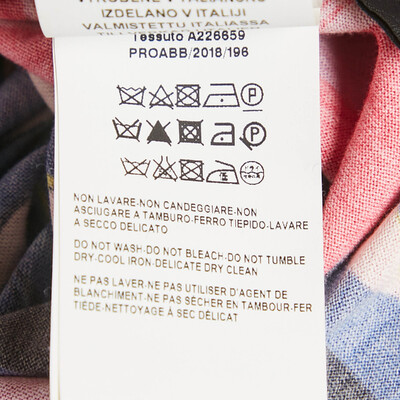 IZDELANO V ITALIJI
VALMISTETTU ITALIASSA
Tessuto A226659
PROABB/2018/196
P
A P
NON LAVARE-NON CANDEGGIARE-NON
ASCIUGARE A TAMBURO-FERRO TIEPIDO-LAVARE
A SECCO DELICATO
DO NOT WASH-DO NOT BLEACH-DO NOT TUMBLE
DRY-COOL IRON-DELICATE DRY CLEAN
NE PAS LAVER-NE PAS UTILISER D'AGENT DE
BLANCHIMENT-NE PAS SÉCHER EN TAMBOUR-FER
TIÈDE-NETTOYAGE À SEC DÉLICAT